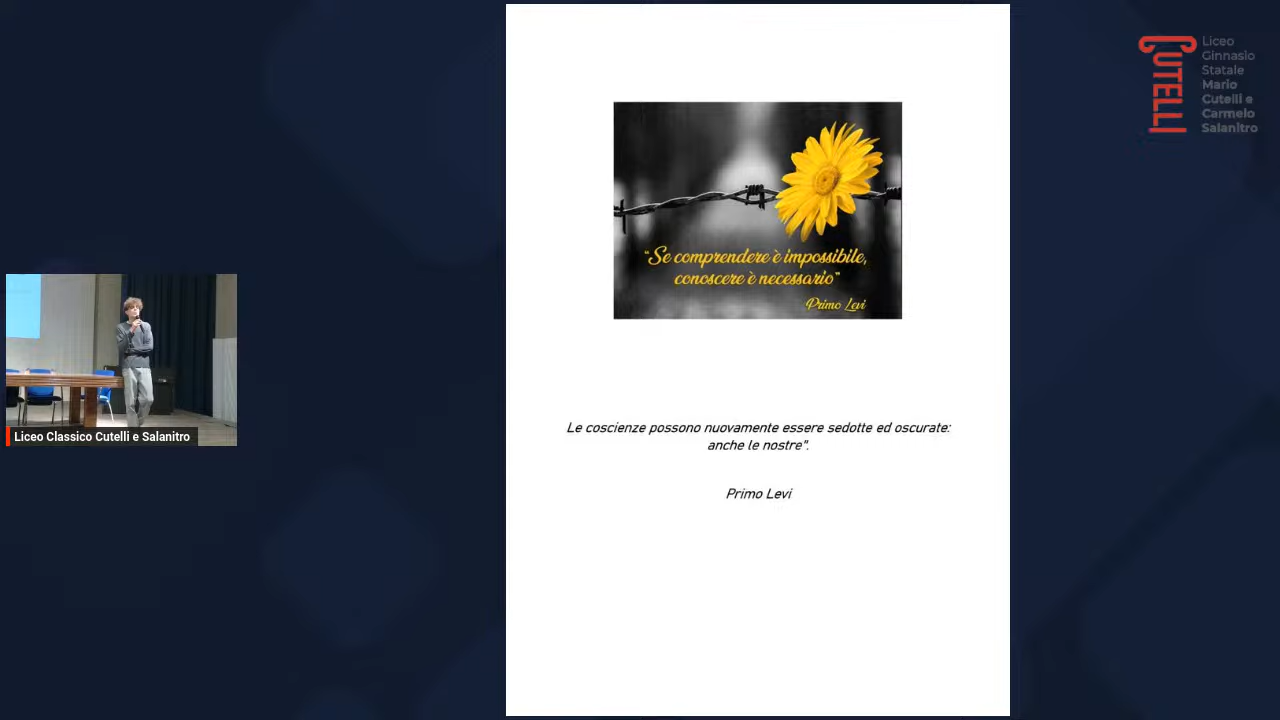 CUTELLI
Liceo
Ginnasio
Statale
Mario
Cutelli e
Carmelo
Salanitro
"Se comprendere è impossibile,
conoscere è necessario"
Primo Levi
Le coscienze possono nuovamente essere sedotte ed oscurate:
anche le nostre".
Primo Levi
Liceo Classico Cutelli e Salanitro